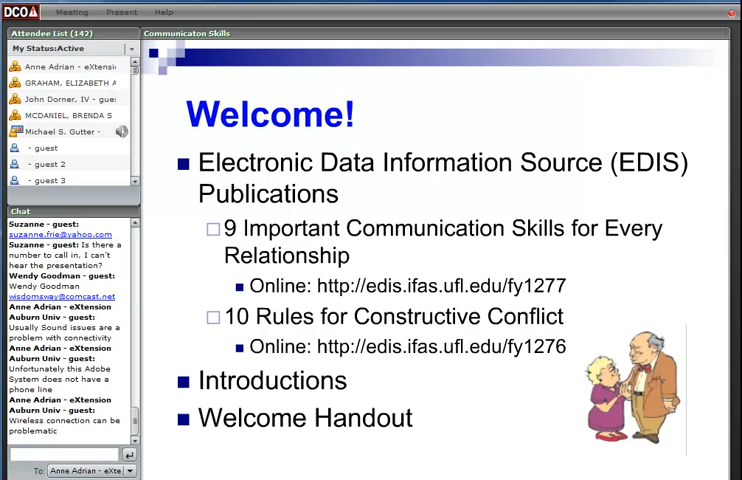 DCO
Meeting Present Help
Attendee List (142)
My Status:Active
Anne Adrian - eXtensi
GRAHAM, ELIZABETH A
John Dorner, IV - gue
MCDANIEL, BRENDA S
Michael S. Gutter -
- guest
- guest 2
- guest 3
Chat
Suzanne - guest:
suzanne.frie@yahoo.com
Suzanne - guest: Is there a
number to call in, I can't
hear the presentation?
Wendy Goodman - guest:
Wendy Goodman
wisdomsway@comcast.net
Anne Adrian - eXtension
Auburn Univ - guest:
Usually Sound issues are a
problem with connectivity
Anne Adrian - eXtension
Auburn Univ - guest:
Unfortunately this Adobe
System does not have a
phone line
Anne Adrian - eXtension
Auburn Univ - guest:
Wireless connection can be
problematic
To: Anne Adrian - eXte
Communicaton Skills
Welcome!
Electronic Data Information Source (EDIS)
Publications
9 Important Communication Skills for Every
Relationship
Online: http://edis.ifas.ufl.edu/fy1277
10 Rules for Constructive Conflict
Online: http://edis.ifas.ufl.edu/fy1276
Introductions
Welcome Handout